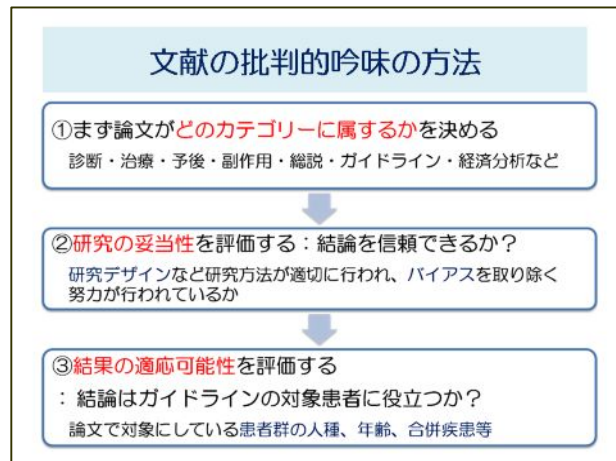 文献の批判的吟味の方法
①まず論文がどのカテゴリーに属するかを決める
診断・治療・予後・副作用・総説・ガイドライン・経済分析など
②研究の妥当性を評価する：結論を信頼できるか？
研究デザインなど研究方法が適切に行われ、バイアスを取り除く
努力が行われているか
③結果の適応可能性を評価する
：結論はガイドラインの対象患者に役立つか？
論文で対象にしている患者群の人種、年齢、合併疾患等